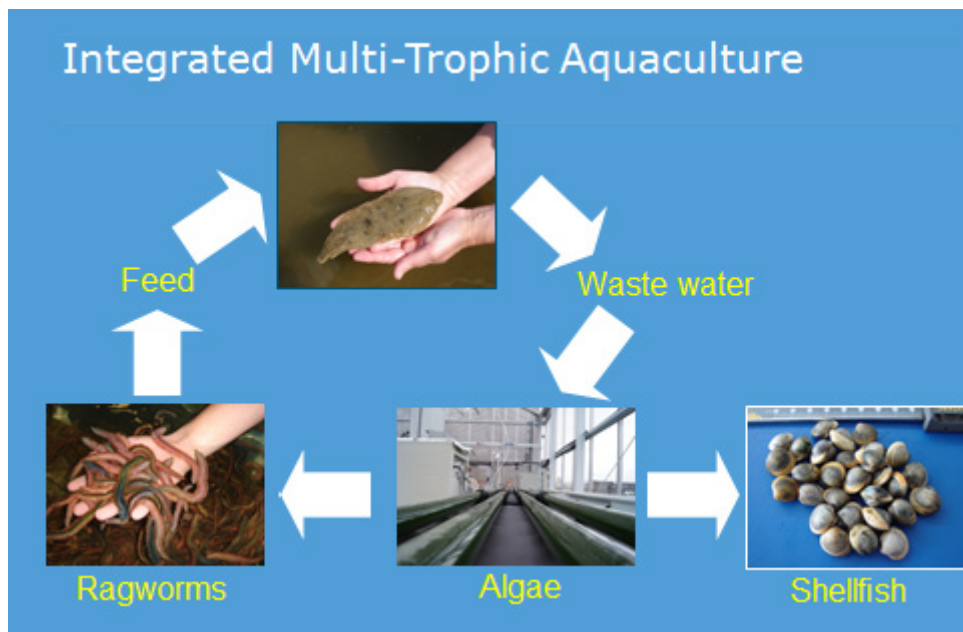 Integrated Multi-Trophic Aquaculture
Feed
Waste water
Ragworms
Algae
Shellfish